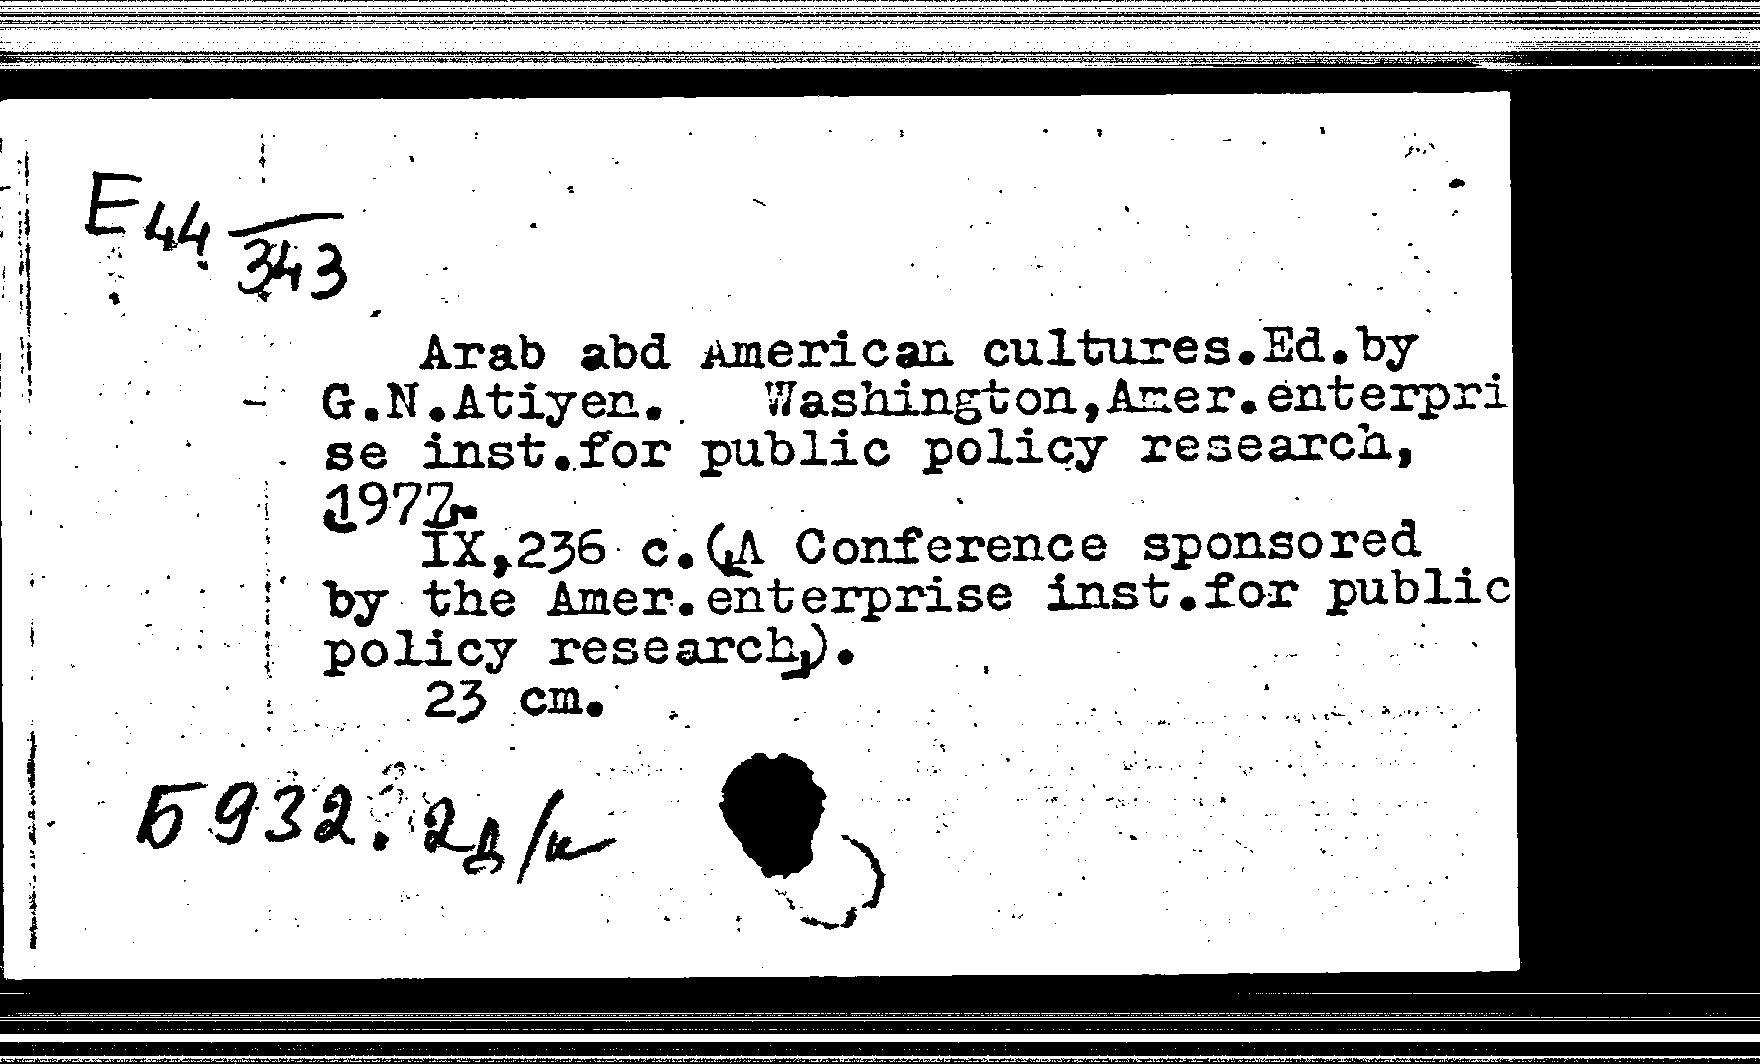 E44 —
343
Arab abd American cultures.Ed.by
G.N.Atiyen. Washington,Amer.enterpri
se inst.for public policy research,
1977.
IX,236 c.(A Conference sponsored
by the Amer.enterprise inst.for public
policy research).
23 cm.
Б932.2д/н